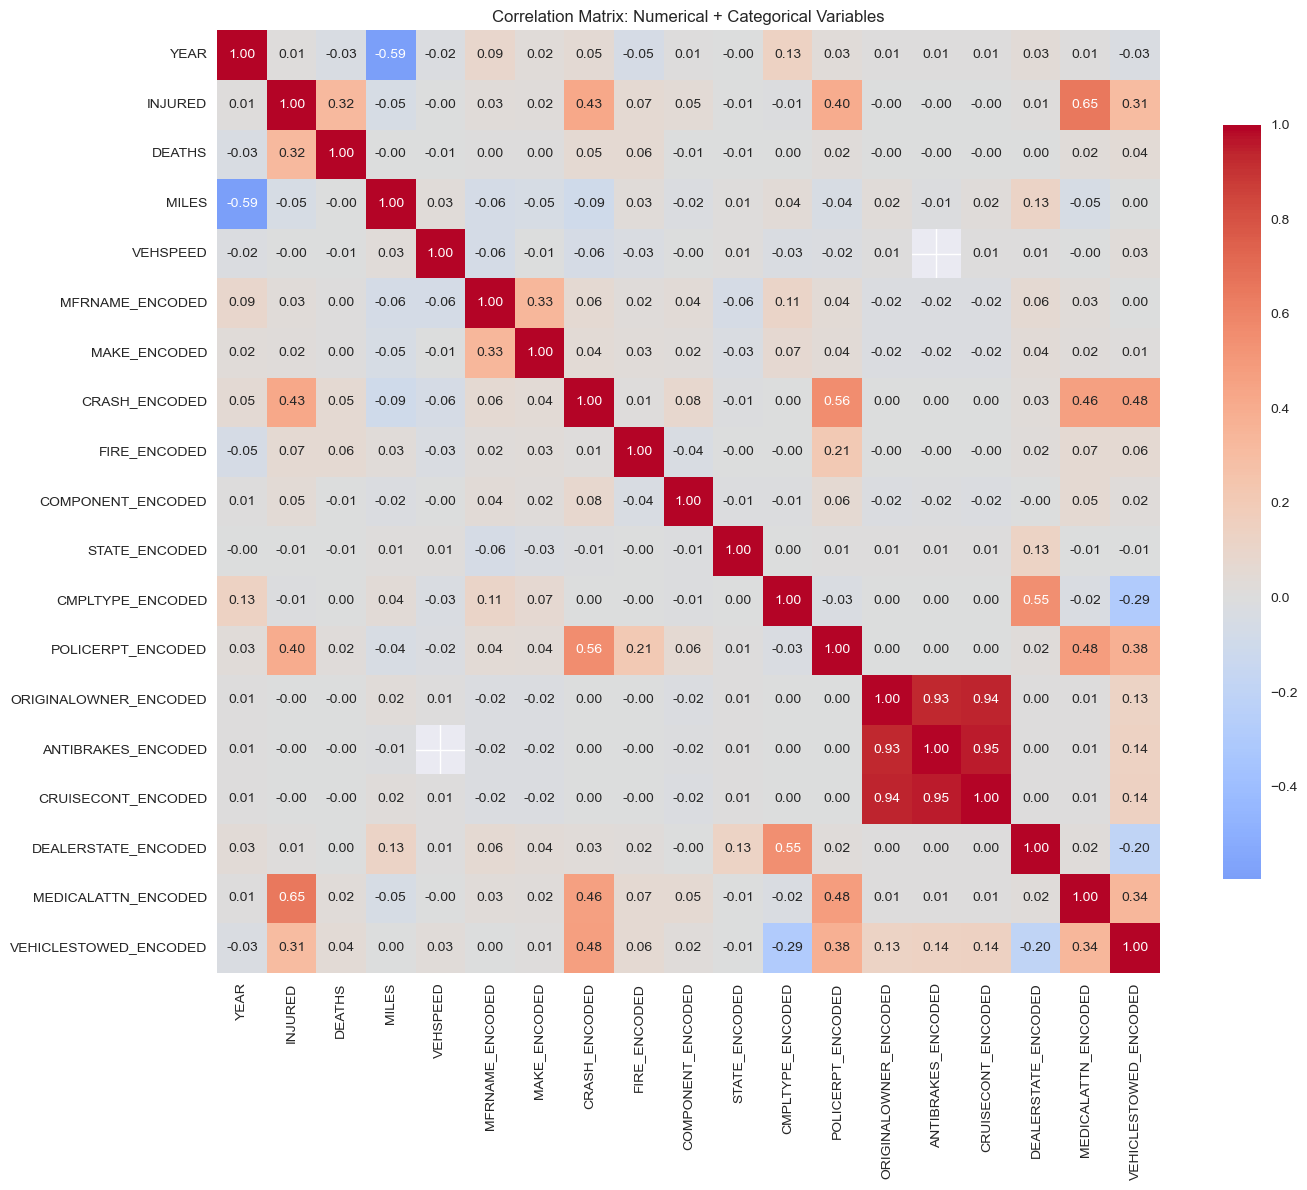 Correlation Matrix: Numerical + Categorical Variables
YEAR 1.00 0.01 -0.03 -0.59 -0.02 0.09 0.02 0.05 -0.05 0.01 -0.00 0.13 0.03 0.01 0.01 0.01 0.03 0.01 -0.03
INJURED 0.01 1.00 0.32 -0.05 -0.00 0.03 0.02 0.43 0.07 0.05 -0.01 -0.01 0.40 -0.00 -0.00 -0.00 0.01 0.65 0.31
DEATHS -0.03 0.32 1.00 -0.00 -0.01 0.00 0.00 0.05 0.06 -0.01 -0.01 0.00 0.02 -0.00 -0.00 -0.00 0.00 0.02 0.04
MILES -0.59 -0.05 -0.00 1.00 0.03 -0.06 -0.05 -0.09 0.03 -0.02 0.01 0.04 -0.04 0.02 -0.01 0.02 0.13 -0.05 0.00
VEHSPEED -0.02 -0.00 -0.01 0.03 1.00 -0.06 -0.01 -0.06 -0.03 -0.00 0.01 -0.03 -0.02 0.01 0.01 0.01 -0.00 0.03
MFRNAME_ENCODED 0.09 0.03 0.00 -0.06 -0.06 1.00 0.33 0.06 0.02 0.04 -0.06 0.11 0.04 -0.02 -0.02 -0.02 0.06 0.03 0.00
MAKE_ENCODED 0.02 0.02 0.00 -0.05 -0.01 0.33 1.00 0.04 0.03 0.02 -0.03 0.07 0.04 -0.02 -0.02 -0.02 0.04 0.02 0.01
CRASH_ENCODED 0.05 0.43 0.05 -0.09 -0.06 0.06 0.04 1.00 0.01 0.08 -0.01 0.00 0.56 0.00 0.00 0.00 0.03 0.46 0.48
FIRE_ENCODED -0.05 0.07 0.06 0.03 -0.03 0.02 0.03 0.01 1.00 -0.04 -0.00 -0.00 0.21 -0.00 -0.00 -0.00 0.02 0.07 0.06
COMPONENT_ENCODED 0.01 0.05 -0.01 -0.02 -0.00 0.04 0.02 0.08 -0.04 1.00 -0.01 -0.01 0.06 -0.02 -0.02 -0.02 -0.00 0.05 0.02
STATE_ENCODED -0.00 -0.01 -0.01 0.01 0.01 -0.06 -0.03 -0.01 -0.00 -0.01 1.00 0.00 0.01 0.01 0.01 0.01 0.13 -0.01 -0.01
CMPLTYPE_ENCODED 0.13 -0.01 0.00 0.04 -0.03 0.11 0.07 0.00 -0.00 -0.01 0.00 1.00 -0.03 0.00 0.00 0.00 0.55 -0.02 -0.29
POLICERPT_ENCODED 0.03 0.40 0.02 -0.04 -0.02 0.04 0.04 0.56 0.21 0.06 0.01 -0.03 1.00 0.00 0.00 0.00 0.02 0.48 0.38
ORIGINALOWNER_ENCODED 0.01 -0.00 -0.00 0.02 0.01 -0.02 -0.02 0.00 -0.00 -0.02 0.01 0.00 0.00 1.00 0.93 0.94 0.00 0.01 0.13
ANTIBRAKES_ENCODED 0.01 -0.00 -0.00 -0.01 -0.02 -0.02 0.00 -0.00 -0.02 0.01 0.00 0.00 0.93 1.00 0.95 0.00 0.01 0.14
CRUISECONT_ENCODED 0.01 -0.00 -0.00 0.02 0.01 -0.02 -0.02 0.00 -0.00 -0.02 0.01 0.00 0.00 0.94 0.95 1.00 0.00 0.01 0.14
DEALERSTATE_ENCODED 0.03 0.01 0.00 0.13 0.01 0.06 0.04 0.03 0.02 -0.00 0.13 0.55 0.02 0.00 0.00 0.00 1.00 0.02 -0.20
MEDICALATTN_ENCODED 0.01 0.65 0.02 -0.05 -0.00 0.03 0.02 0.46 0.07 0.05 -0.01 -0.02 0.48 0.01 0.01 0.01 0.02 1.00 0.34
VEHICLESTOWED_ENCODED -0.03 0.31 0.04 0.00 0.03 0.00 0.01 0.48 0.06 0.02 -0.01 -0.29 0.38 0.13 0.14 0.14 -0.20 0.34 1.00
YEAR
INJURED
DEATHS
MILES
VEHSPEED
MFRNAME_ENCODED
MAKE_ENCODED
CRASH_ENCODED
FIRE_ENCODED
COMPONENT_ENCODED
STATE_ENCODED
CMPLTYPE_ENCODED
POLICERPT_ENCODED
ORIGINALOWNER_ENCODED
ANTIBRAKES_ENCODED
CRUISECONT_ENCODED
DEALERSTATE_ENCODED
MEDICALATTN_ENCODED
VEHICLESTOWED_ENCODED
1.0
0.8
0.6
0.4
0.2
0.0
−0.2
−0.4